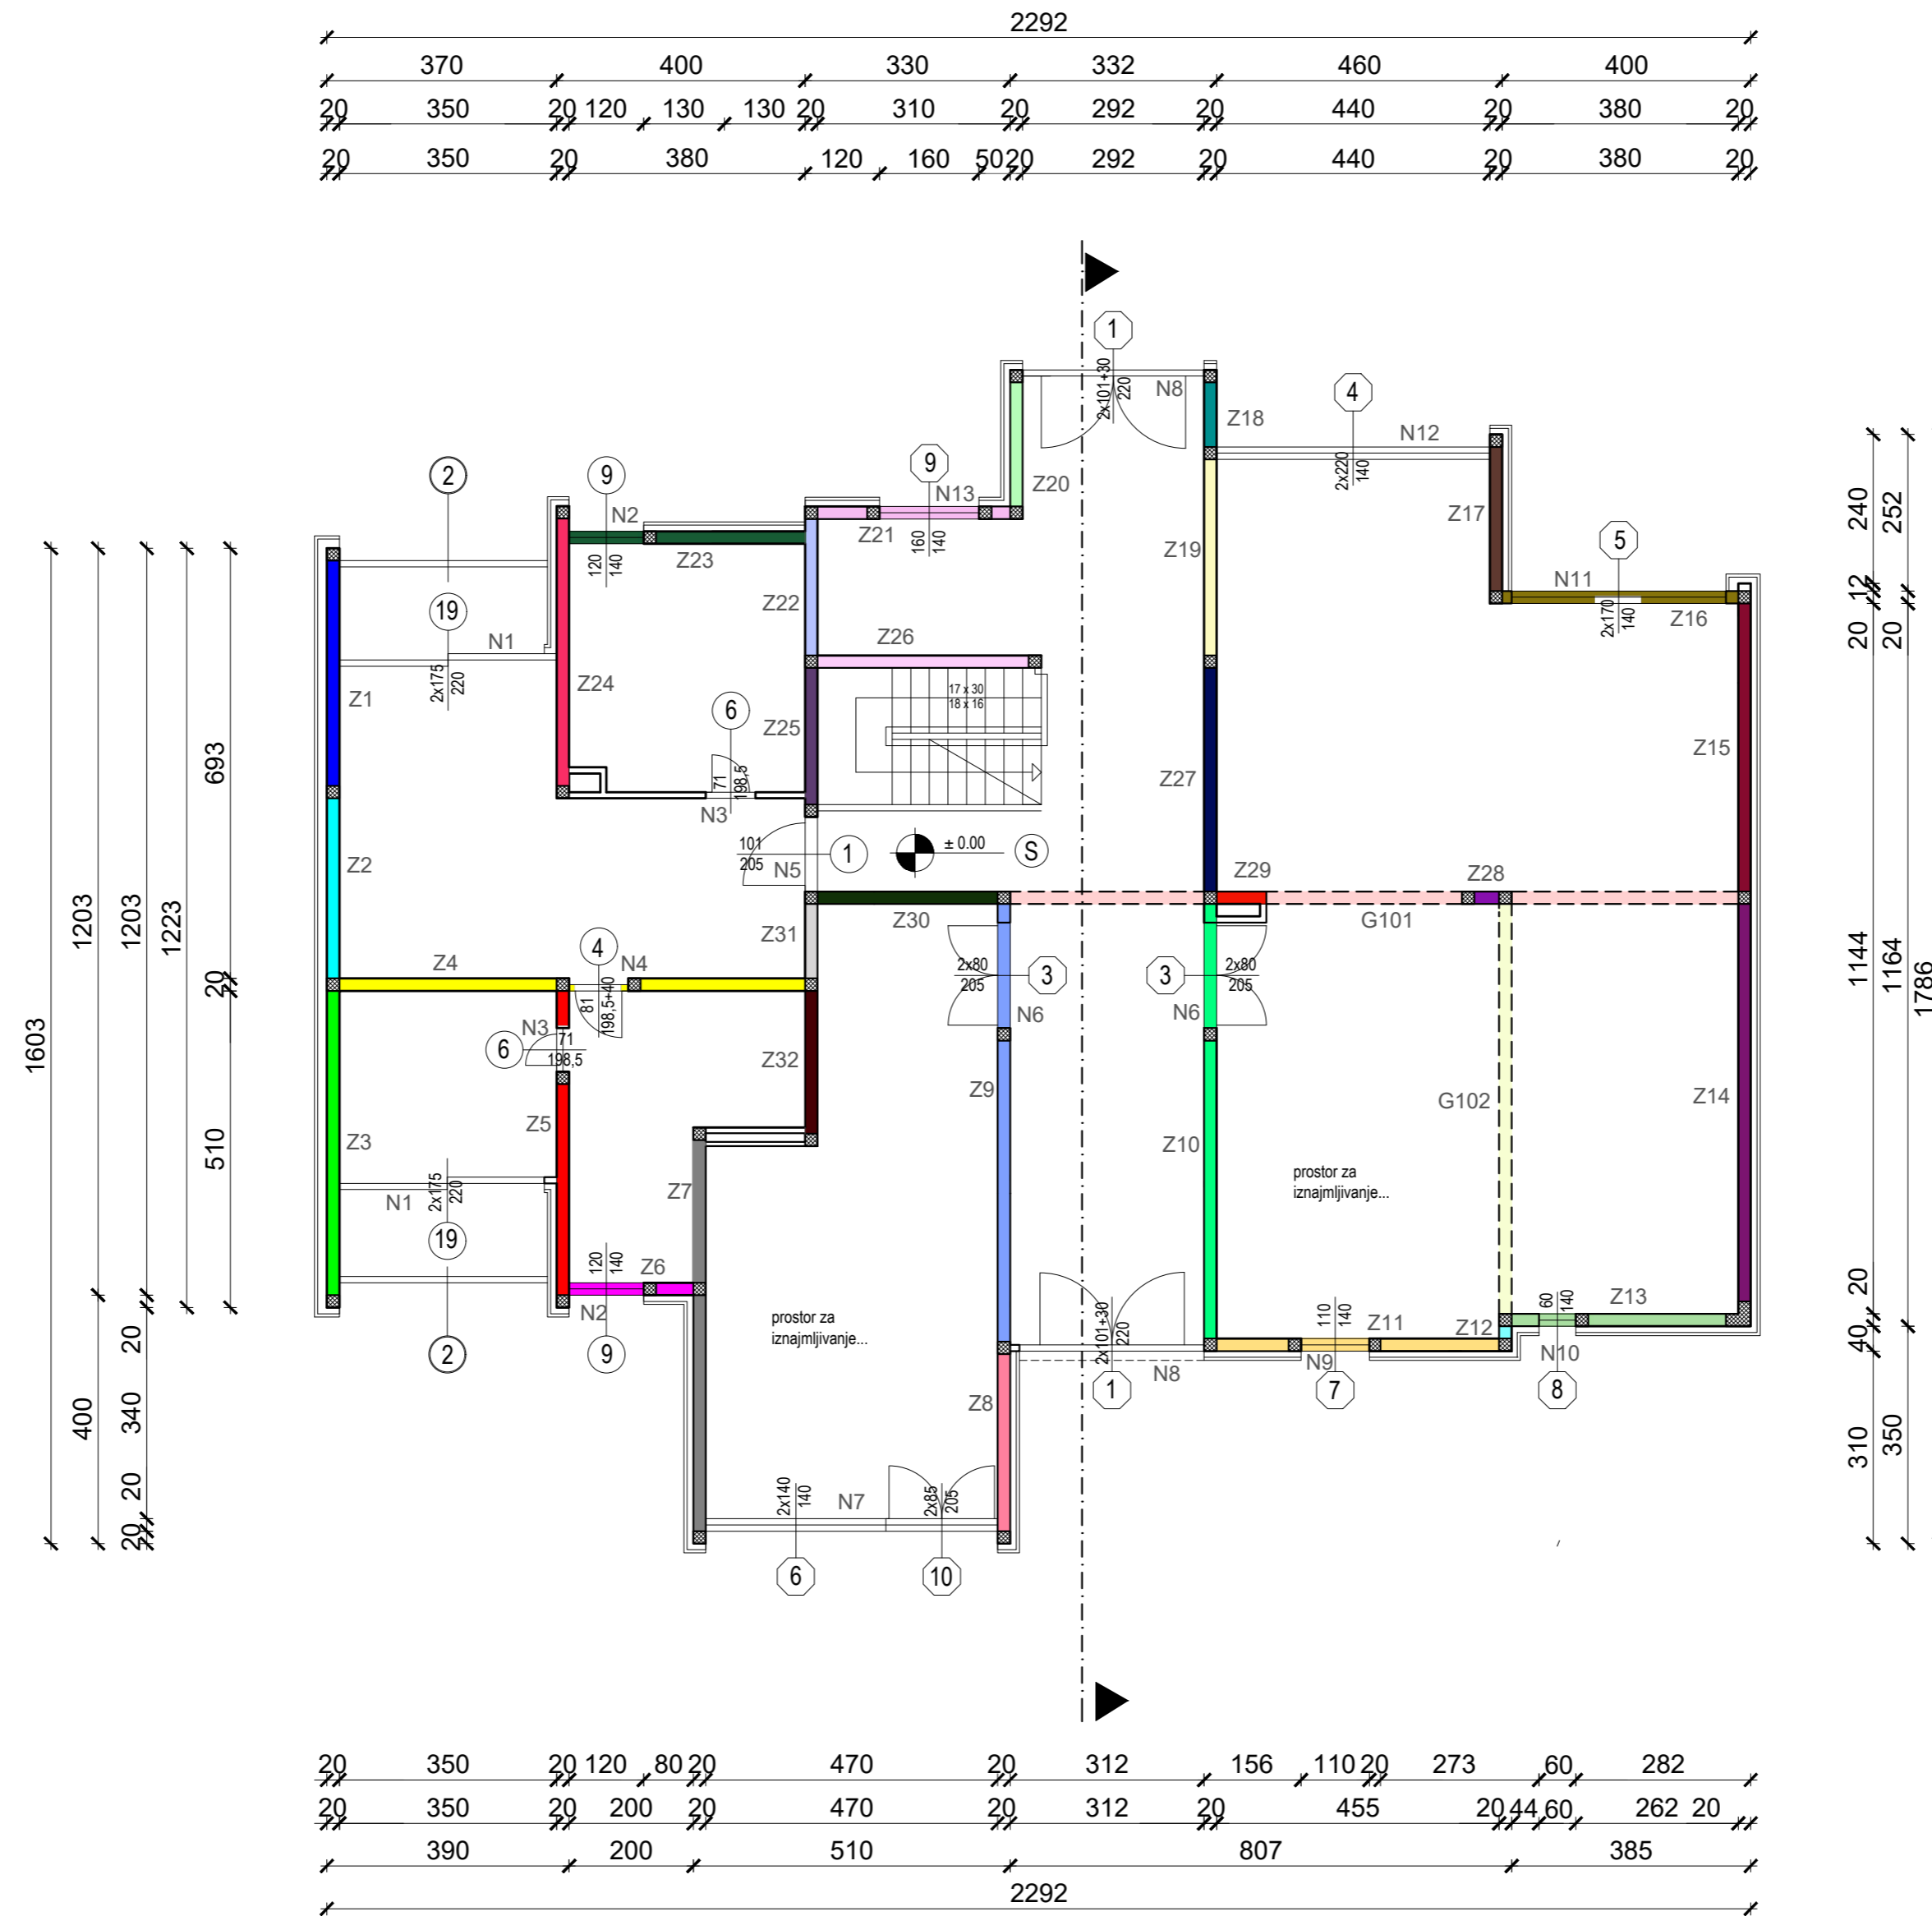 2292
370 400 330 332 460 400
20 350 20 120 130 130 20 310 20 292 20 440 20 380 20
20 350 20 380 120 160 50 20 292 20 440 20 380 20
1
2x101+30
220
N8
4
Z18
N12
2x220
140
2
9
N2
120
140
Z23
9
N13
Z21
160
140
Z20
Z19
Z17
5
N11
Z16
2x170
140
19
N1
2x175
220
Z1
Z24
Z22
Z26
17 x 30
18 x 16
6
71
198,5
N3
Z25
Z27
Z15
Z2
101
205
N5
1
± 0.00
S
Z29
Z28
G101
Z30
Z31
4
Z4
N4
81
198,5+40
2x80
205
3
3
2x80
205
N6
N6
N3
6
71
198,5
Z32
Z9
G102
Z14
Z3
Z5
Z10
Z7
prostor za
iznajmljivanje...
N1
2x175
220
19
120
140
Z6
N2
2
9
prostor za
iznajmljivanje...
2x101+30
220
N8
1
110
140
Z11
Z12
N9
7
60
140
Z13
N10
8
Z8
2x140
140
N7
2x85
205
6
10
1603
1203
400
1203
20
340
20
20
1223
693
20
510
240
12
20
1144
20
40
310
252
20
1164
350
1786
20 350 20 120 80 20 470 20 312 156 110 20 273 60 282
20 350 20 200 20 470 20 312 20 455 20 44 60 262 20
390 200 510 807 385
2292